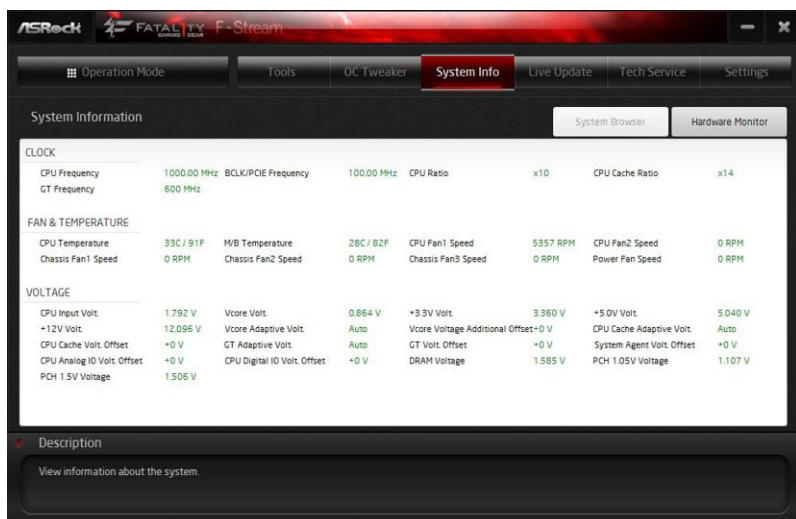 ASRock FATAL1TY GAMING GEAR F-Stream
Operation Mode Tools OC Tweaker System Info Live Update Tech Service Settings
System Information System Browser Hardware Monitor
CLOCK
CPU Frequency 1000.00 MHz BCLK/PCIE Frequency 100.00 MHz CPU Ratio x10 CPU Cache Ratio x14
GT Frequency 600 MHz
FAN & TEMPERATURE
CPU Temperature 33C / 91F M/B Temperature 28C / 82F CPU Fan1 Speed 5357 RPM CPU Fan2 Speed 0 RPM
Chassis Fan1 Speed 0 RPM Chassis Fan2 Speed 0 RPM Chassis Fan3 Speed 0 RPM Power Fan Speed 0 RPM
VOLTAGE
CPU Input Volt. 1.792 V Vcore Volt. 0.864 V +3.3V Volt. 3.360 V +5.0V Volt. 5.040 V
+12V Volt. 12.096 V Vcore Adaptive Volt. Auto Vcore Voltage Additional Offset +0 V CPU Cache Adaptive Volt. Auto
CPU Cache Volt. Offset +0 V GT Adaptive Volt. Auto GT Volt. Offset +0 V System Agent Volt. Offset +0 V
CPU Analog IO Volt. Offset +0 V CPU Digital IO Volt. Offset +0 V DRAM Voltage 1.585 V PCH 1.05V Voltage 1.107 V
PCH 1.5V Voltage 1.506 V
Description
View information about the system.